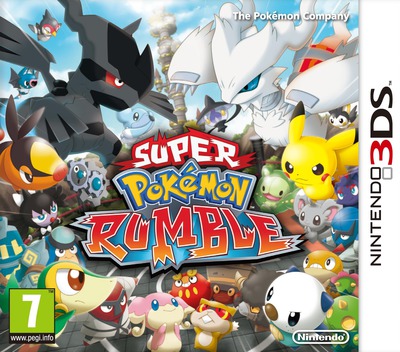 The Pokémon Company
SUPER
POKéMON
RUMBLE
NINTENDO 3DS
7
www.pegi.info
Nintendo